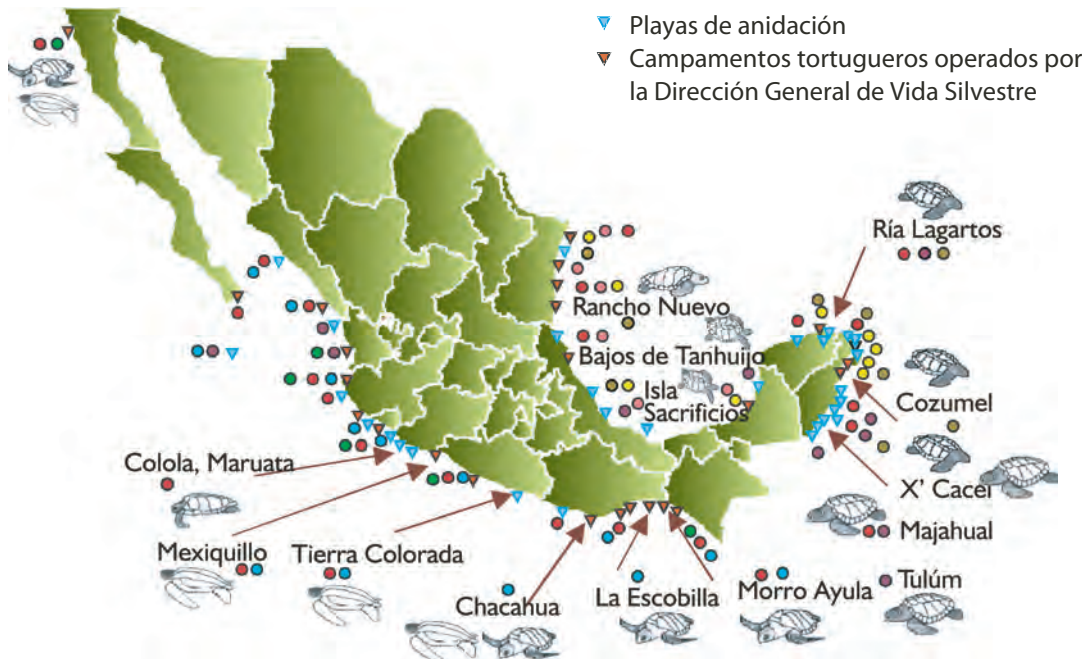 Playas de anidación
Campamentos tortugueros operados por
la Dirección General de Vida Silvestre
Ría Lagartos
Rancho Nuevo
Bajos de Tanhuijo
Isla
Sacrificios
Cozumel
Colola, Maruata
X' Cacel
Majahual
Mexiquillo
Tierra Colorada
Chacahua
La Escobilla
Morro Ayula
Tulúm